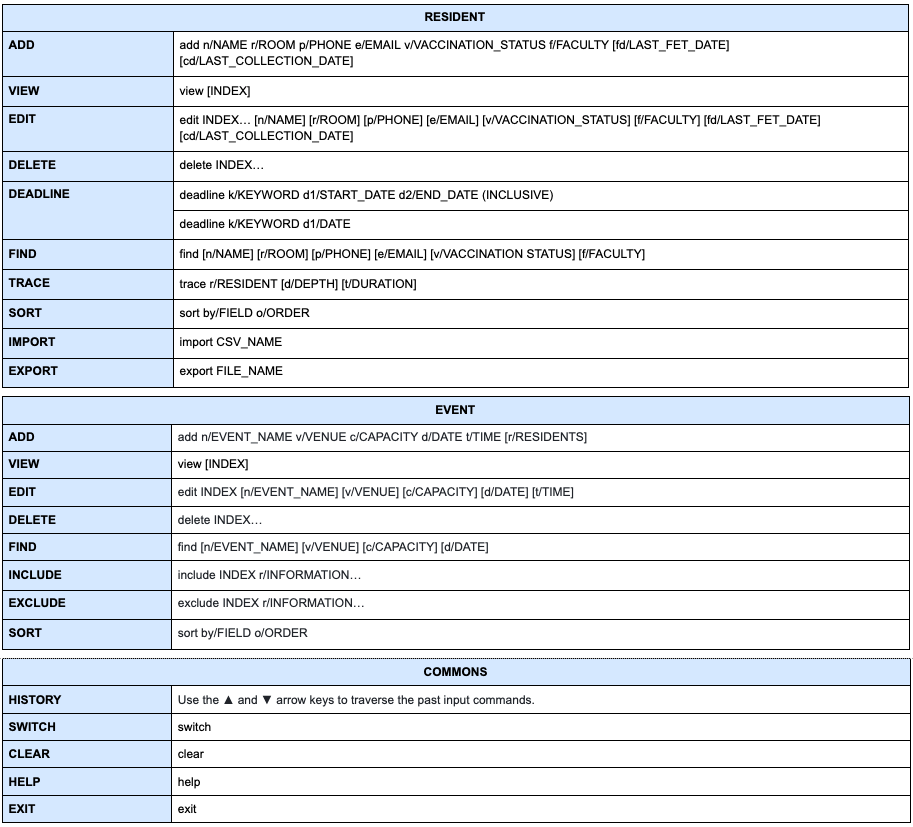 RESIDENT
ADD add n/NAME r/ROOM p/PHONE e/EMAIL v/VACCINATION_STATUS f/FACULTY [fd/LAST_FET_DATE]
[cd/LAST_COLLECTION_DATE]
VIEW view [INDEX]
EDIT edit INDEX… [n/NAME] [r/ROOM] [p/PHONE] [e/EMAIL] [v/VACCINATION_STATUS] [f/FACULTY] [fd/LAST_FET_DATE]
[cd/LAST_COLLECTION_DATE]
DELETE delete INDEX…
DEADLINE deadline k/KEYWORD d1/START_DATE d2/END_DATE (INCLUSIVE)
deadline k/KEYWORD d1/DATE
FIND find [n/NAME] [r/ROOM] [p/PHONE] [e/EMAIL] [v/VACCINATION STATUS] [f/FACULTY]
TRACE trace r/RESIDENT [d/DEPTH] [t/DURATION]
SORT sort by/FIELD o/ORDER
IMPORT import CSV_NAME
EXPORT export FILE_NAME
EVENT
ADD add n/EVENT_NAME v/VENUE c/CAPACITY d/DATE t/TIME [r/RESIDENTS]
VIEW view [INDEX]
EDIT edit INDEX [n/EVENT_NAME] [v/VENUE] [c/CAPACITY] [d/DATE] [t/TIME]
DELETE delete INDEX…
FIND find [n/EVENT_NAME] [v/VENUE] [c/CAPACITY] [d/DATE]
INCLUDE include INDEX r/INFORMATION…
EXCLUDE exclude INDEX r/INFORMATION…
SORT sort by/FIELD o/ORDER
COMMONS
HISTORY Use the ▲ and ▼ arrow keys to traverse the past input commands.
SWITCH switch
CLEAR clear
HELP help
EXIT exit